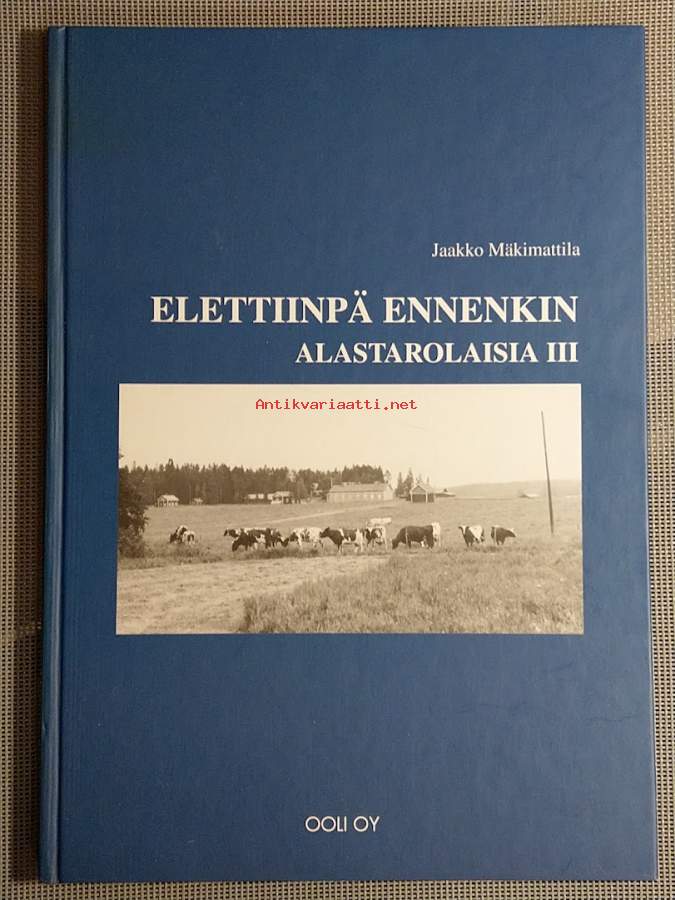 Jaakko Mäkimattila
ELETTIINPÄ ENNENKIN
ALASTAROLAISIA III
Antikvariaatti.net
OOLI OY